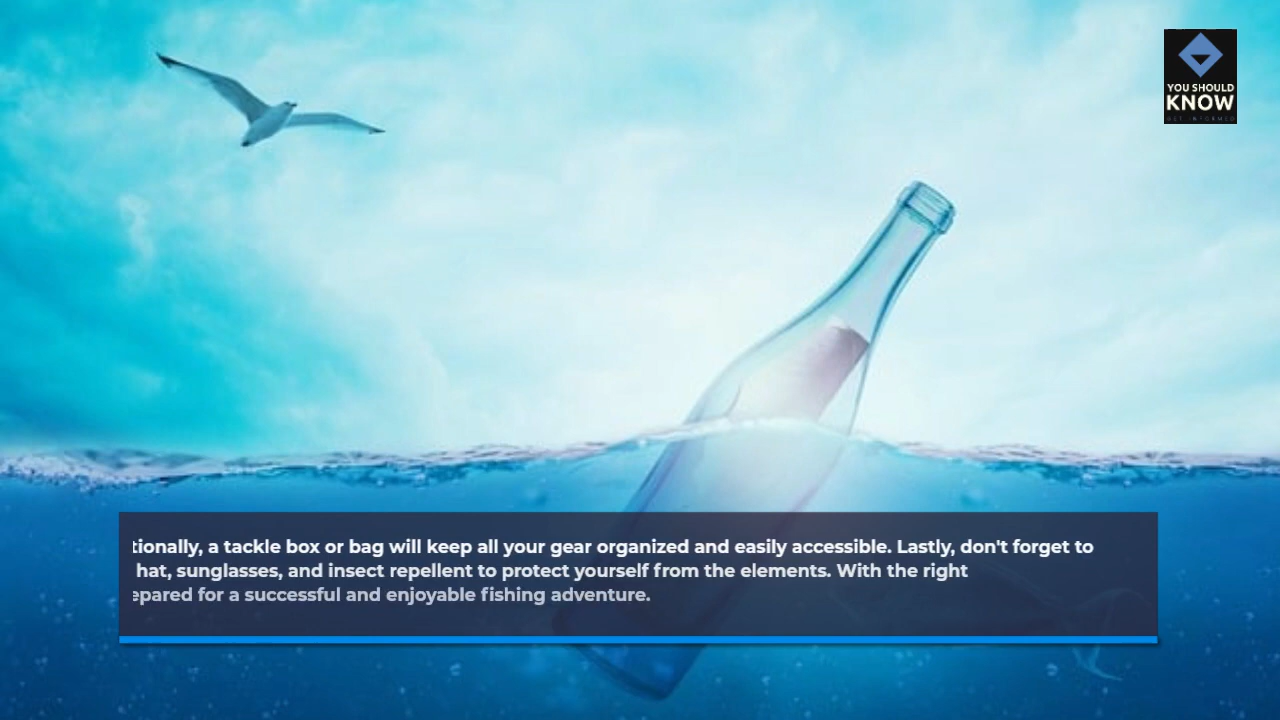 YOU SHOULD
KNOW
GET INFORMED
tionally, a tackle box or bag will keep all your gear organized and easily accessible. Lastly, don't forget to
hat, sunglasses, and insect repellent to protect yourself from the elements. With the right
epared for a successful and enjoyable fishing adventure.